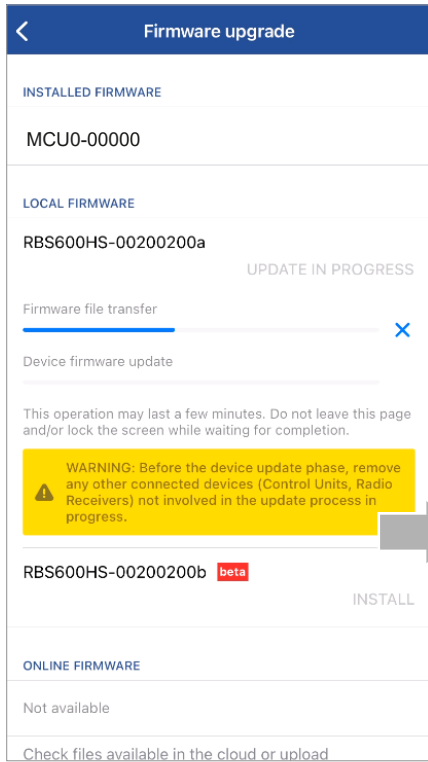 Firmware upgrade
INSTALLED FIRMWARE
MCU0-00000
LOCAL FIRMWARE
RBS600HS-00200200a
UPDATE IN PROGRESS
Firmware file transfer
Device firmware update
This operation may last a few minutes. Do not leave this page
and/or lock the screen while waiting for completion.
WARNING: Before the device update phase, remove
any other connected devices (Control Units, Radio
Receivers) not involved in the update process in
progress.
RBS600HS-00200200b beta
INSTALL
ONLINE FIRMWARE
Not available
Check files available in the cloud or upload